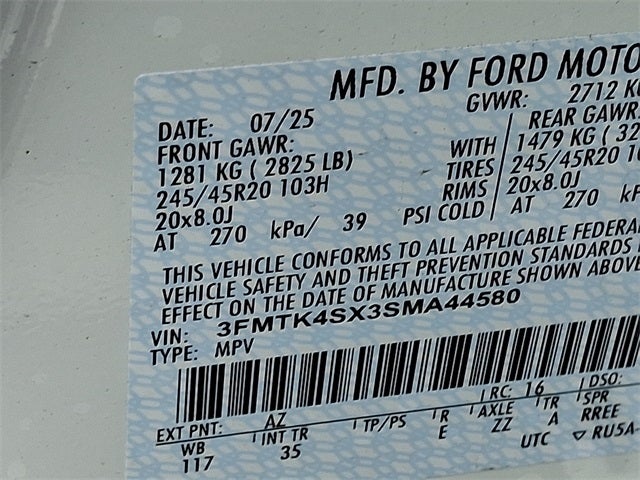 MFD. BY FORD MOTO
DATE: 07/25 GVWR: 2712 K
FRONT GAWR: REAR GAWR
1281 KG ( 2825 LB) WITH 1479 KG ( 32
245/45R20 103H TIRES 245/45R20 10
20x8.0J RIMS 20x8.0J
AT 270 kPa/ 39 PSI COLD AT 270 kP
THIS VEHICLE CONFORMS TO ALL APPLICABLE FEDERA
VEHICLE SAFETY AND THEFT PREVENTION STANDARDS
EFFECT ON THE DATE OF MANUFACTURE SHOWN ABOVE
VIN: 3FMTK4SX3SMA44580
TYPE: MPV
EXT PNT: AZ RC: 16 DSO:
WB INT TR TP/PS R AXLE TR SPR
117 35 E ZZ A RREE
UTC ▽ RU5A-